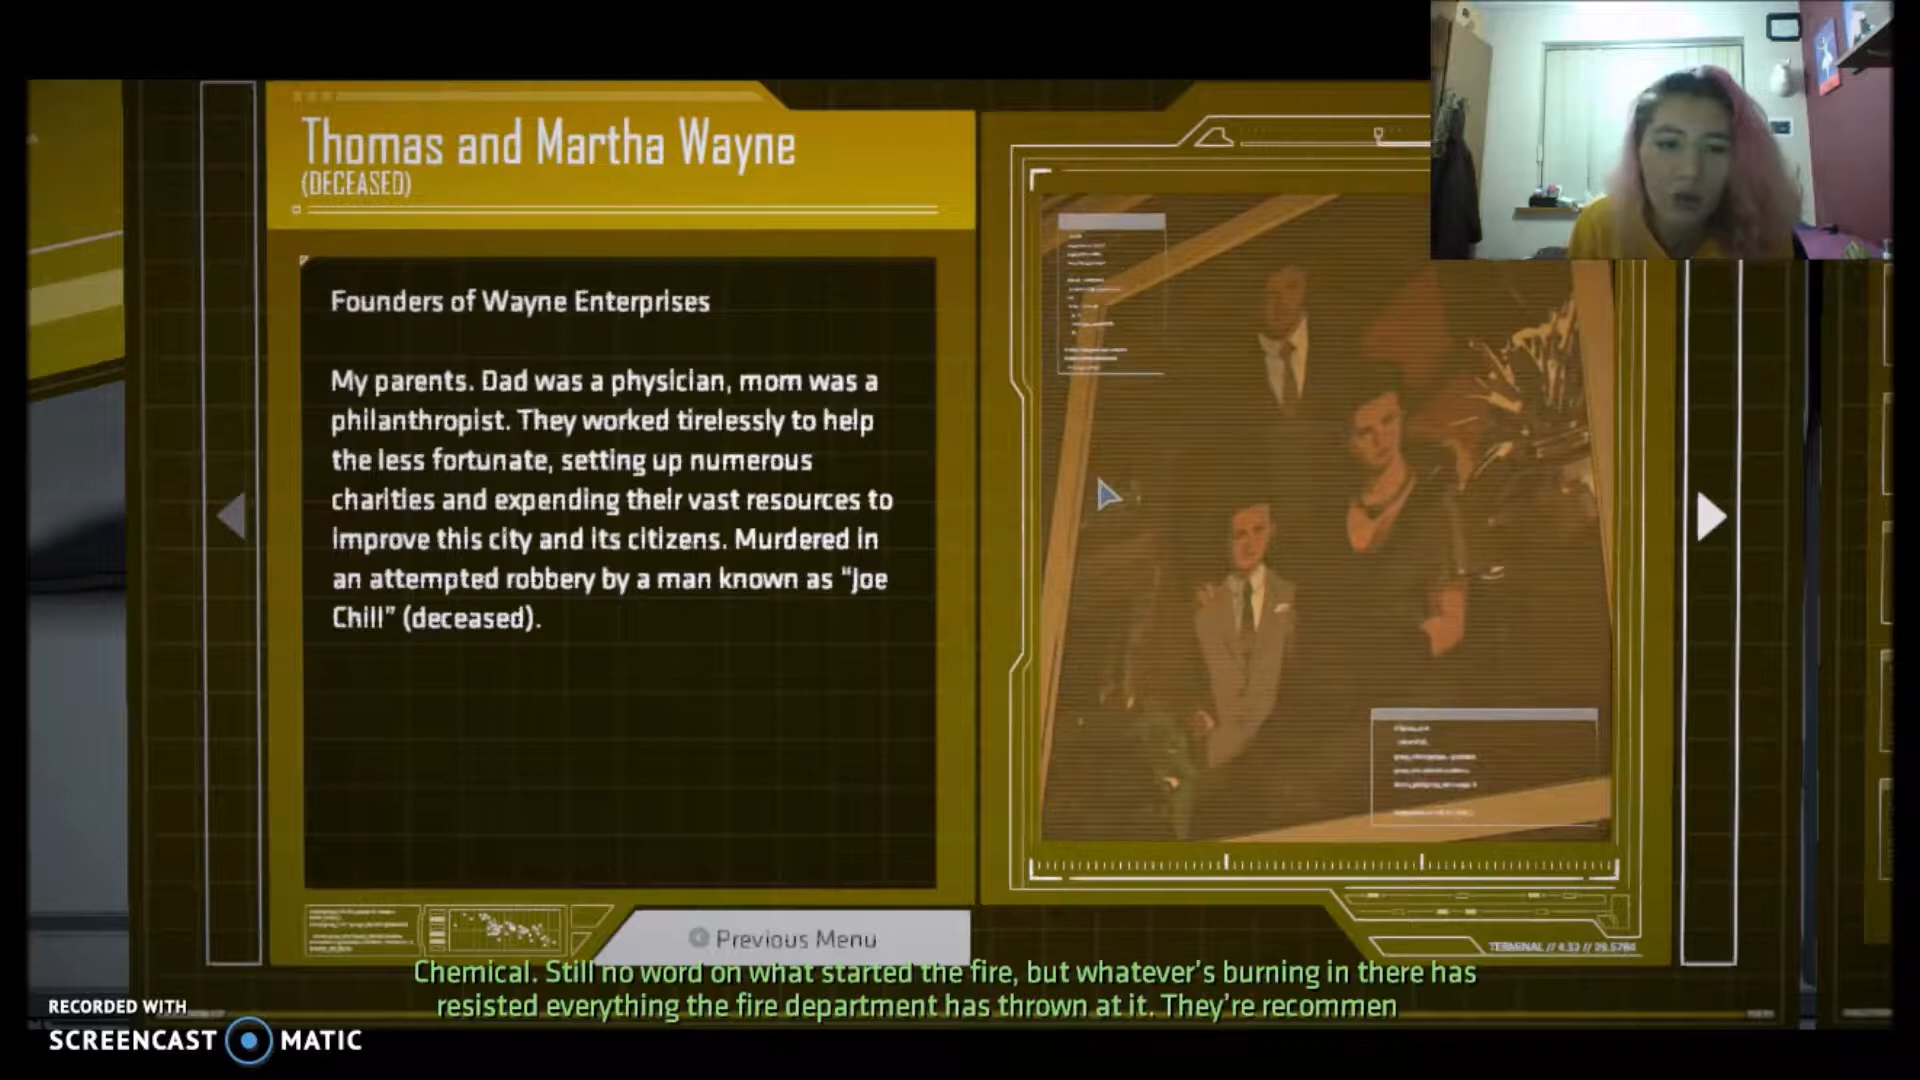 Thomas and Martha Wayne
(DECEASED)
Founders of Wayne Enterprises
My parents. Dad was a physician, mom was a
philanthropist. They worked tirelessly to help
the less fortunate, setting up numerous
charities and expending their vast resources to
improve this city and its citizens. Murdered in
an attempted robbery by a man known as “Joe
Chill” (deceased).
Previous Menu
Chemical. Still no word on what started the fire, but whatever's burning in there has
resisted everything the fire department has thrown at it. They're recommen
RECORDED WITH
SCREENCAST MATIC